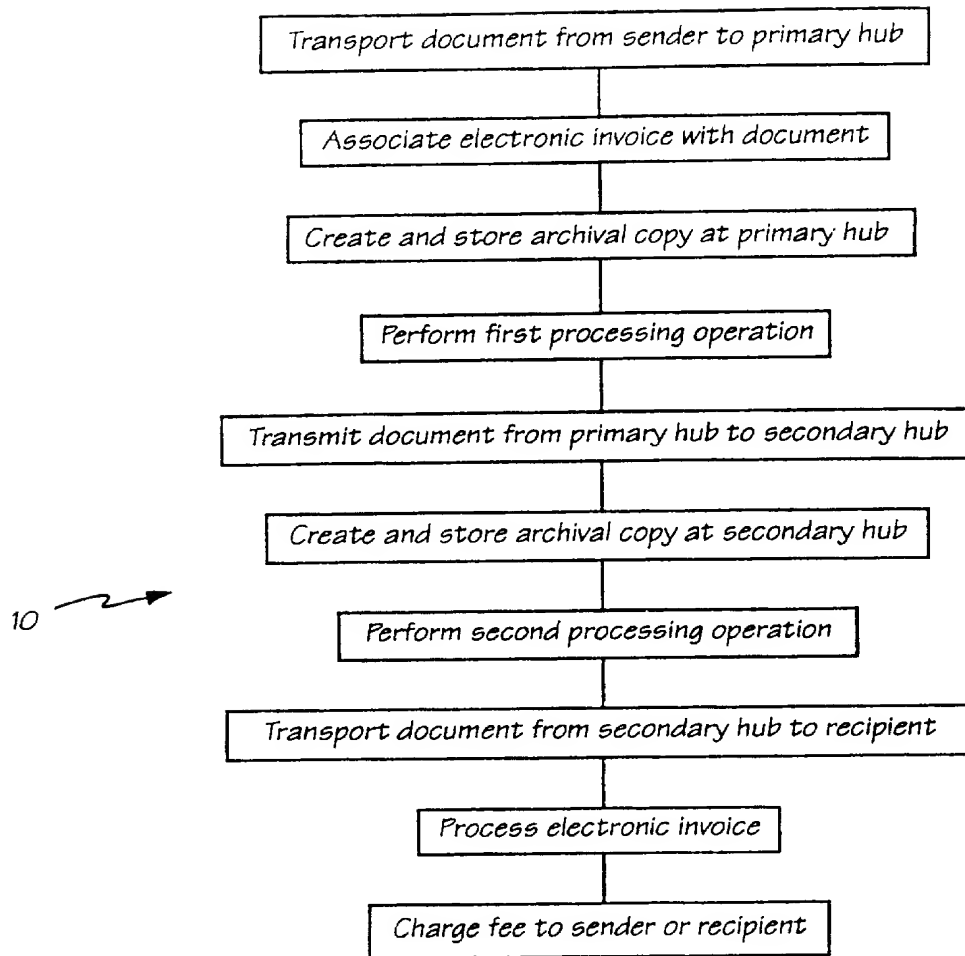 Transport document from sender to primary hub
Associate electronic invoice with document
Create and store archival copy at primary hub
Perform first processing operation
Transmit document from primary hub to secondary hub
Create and store archival copy at secondary hub
10
Perform second processing operation
Transport document from secondary hub to recipient
Process electronic invoice
Charge fee to sender or recipient